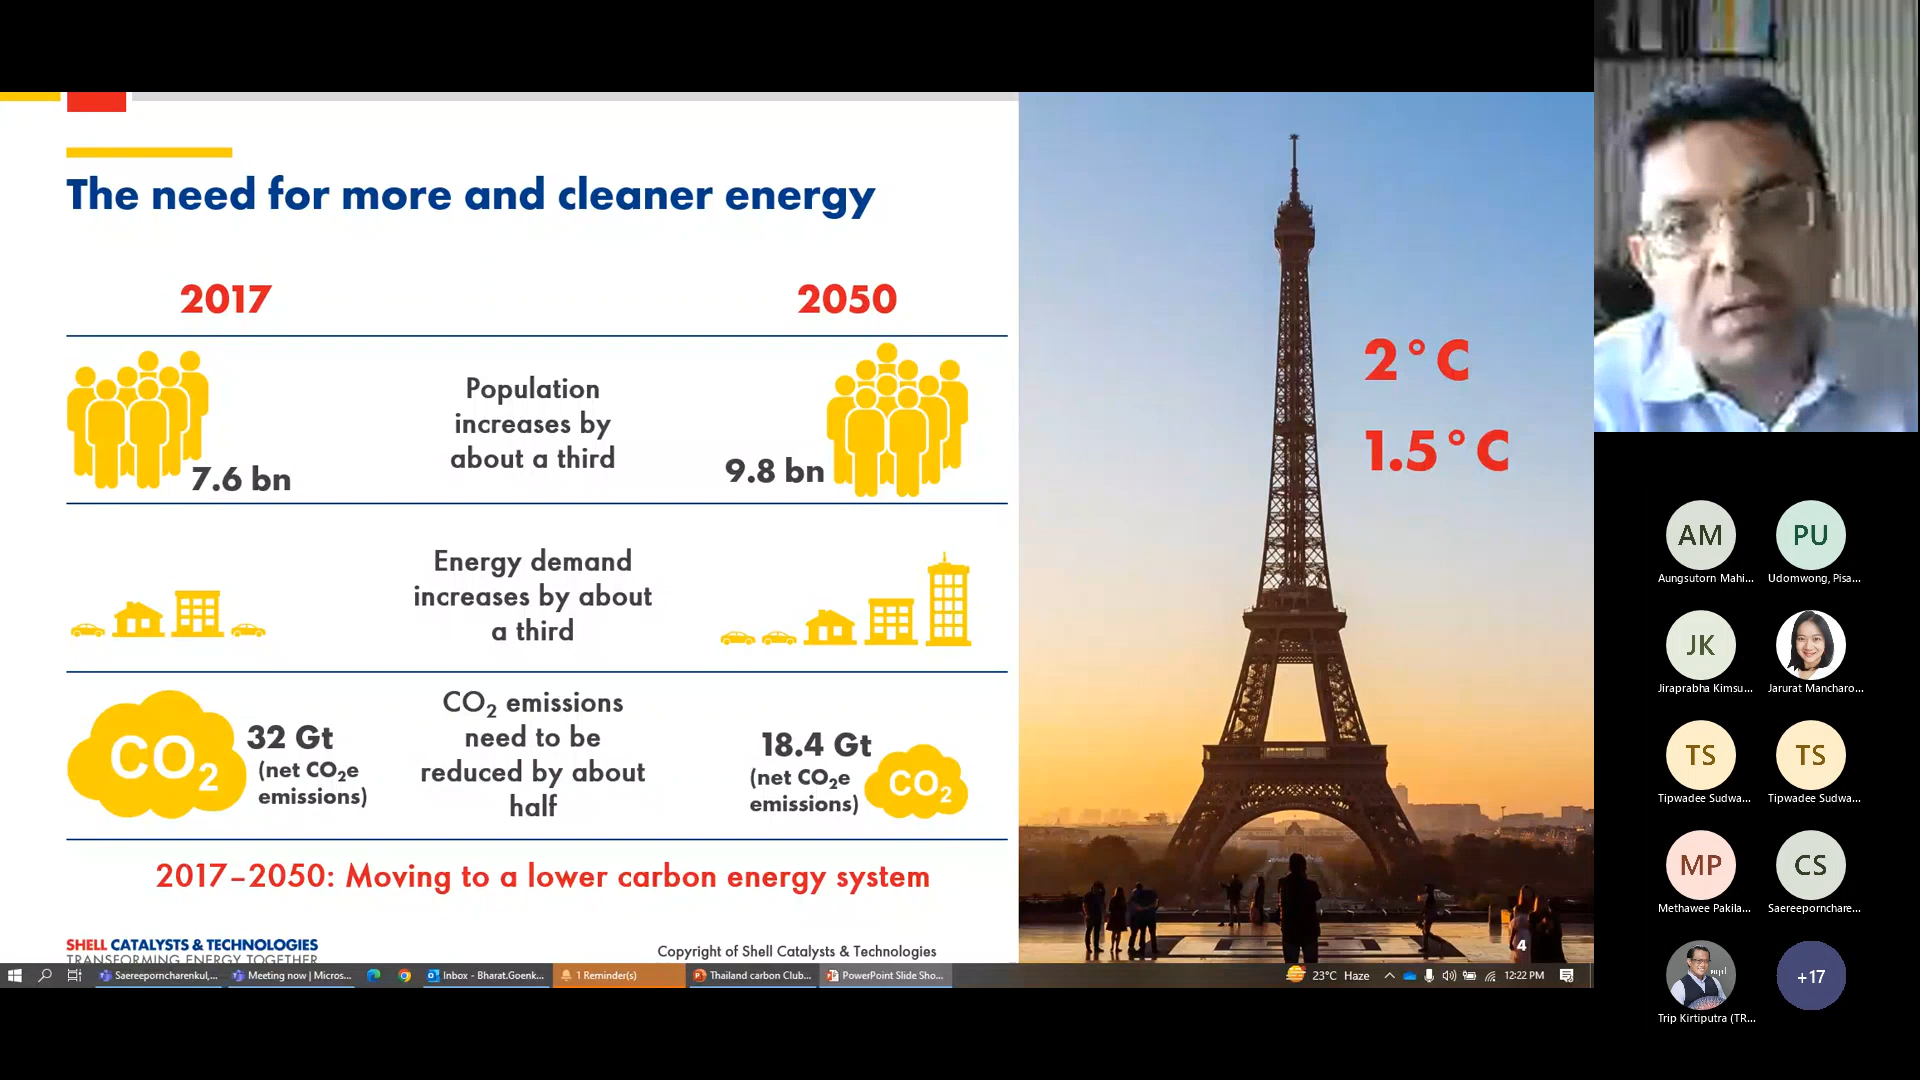 The need for more and cleaner energy
2017
2050
7.6 bn
Population
increases by
about a third
9.8 bn
Energy demand
increases by about
a third
CO₂
32 Gt
(net CO₂e
emissions)
CO₂ emissions
need to be
reduced by about
half
18.4 Gt
(net CO₂e
emissions)
CO₂
2017–2050: Moving to a lower carbon energy system
SHELL CATALYSTS & TECHNOLOGIES
TRANSFORMING ENERGY TOGETHER
Copyright of Shell Catalysts & Technologies
2°C
1.5°C
4
Saereeporncharenkul,...
Meeting now | Micros...
Inbox - Bharat.Goenk...
1 Reminder(s)
Thailand carbon Club...
PowerPoint Slide Sho...
23°C Haze
12:22 PM
AM
Aungsutorn Mahi...
PU
Udomwong, Pisa...
JK
Jiraprabha Kimsu...
Jarurat Mancharo...
TS
Tipwadee Sudwa...
TS
Tipwadee Sudwa...
MP
Methawee Pakila...
CS
Saereepornchare...
Trip Kirtiputra (TR...
+17